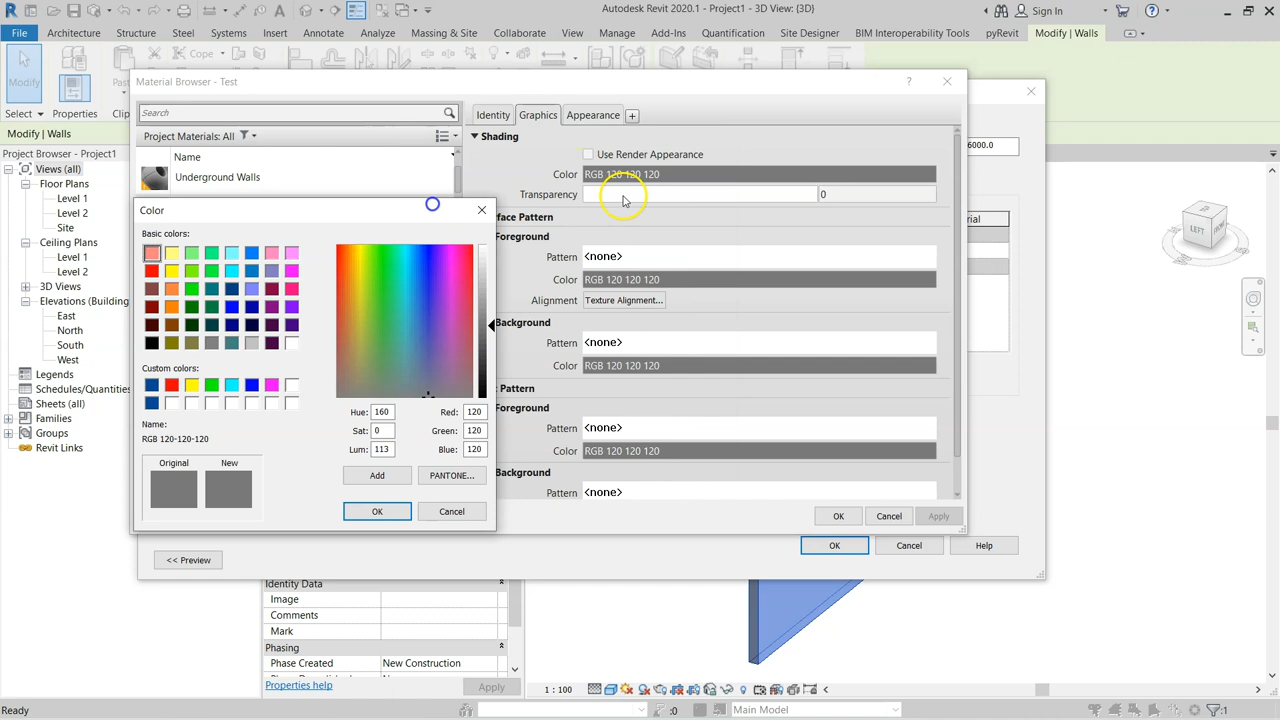 Autodesk Revit 2020.1 - Project1 - 3D View: {3D}
Sign In
File Architecture Structure Steel Systems Insert Annotate Analyze Massing & Site Collaborate View Manage Add-Ins Quantification Site Designer BIM Interoperability Tools pyRevit Modify | Walls
Modify
Cope
Select Properties
Modify | Walls
Project Browser - Project1
Views (all)
Floor Plans
Level 1
Level 2
Site
Ceiling Plans
Level 1
Level 2
3D Views
Elevations (Building
East
North
South
West
Legends
Schedules/Quantities
Sheets (all)
Families
Groups
Revit Links
Material Browser - Test
?
Search
Project Materials: All
Name
Underground Walls
Identity Graphics Appearance +
Shading
Use Render Appearance
Color RGB 120 120 120
Transparency 0
Foreground
Pattern <none>
Color RGB 120 120 120
Alignment Texture Alignment...
Background
Pattern <none>
Color RGB 120 120 120
Pattern
Foreground
Pattern <none>
Color RGB 120 120 120
Background
Pattern <none>
OK Cancel Apply
6000.0
Color
Basic colors:
Custom colors:
Name:
RGB 120-120-120
Original New
Hue: 160 Red: 120
Sat: 0 Green: 120
Lum: 113 Blue: 120
Add PANTONE...
OK Cancel
<< Preview
OK Cancel Help
Identity Data
Image
Comments
Mark
Phasing
Phase Created New Construction
Properties help Apply
LEFT
1 : 100
Ready
:0
Main Model
:1